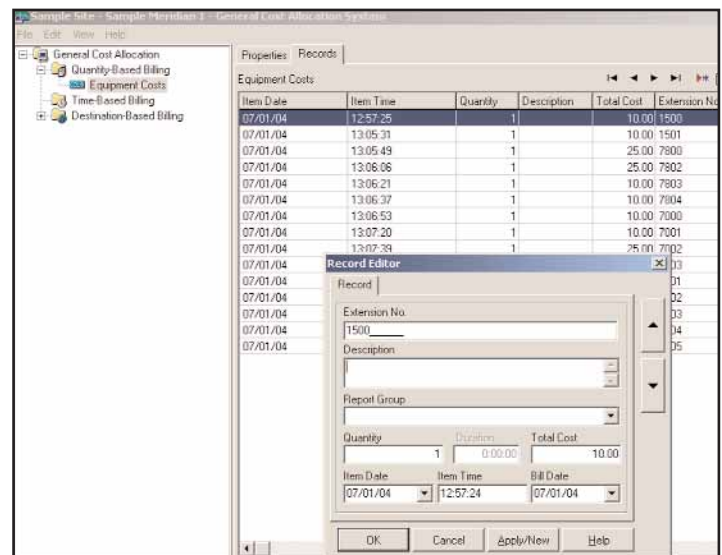 Sample Site - Sample Meridian 1 - General Cost Allocation System
File Edit View Help
General Cost Allocation
Quantity-Based Billing
Equipment Costs
Time-Based Billing
Destination-Based Billing
Properties Records
Equipment Costs
Item Date Item Time Quantity Description Total Cost Extension No
07/01/04 12:57:25 1 10.00 1500
07/01/04 13:05:31 1 10.00 1501
07/01/04 13:05:49 1 25.00 7800
07/01/04 13:06:06 1 25.00 7802
07/01/04 13:06:21 1 10.00 7803
07/01/04 13:06:37 1 10.00 7804
07/01/04 13:06:53 1 10.00 7000
07/01/04 13:07:20 1 10.00 7001
07/01/04 13:07:39 1 25.00 7002
07/01/04 03
07/01/04 01
07/01/04 02
07/01/04 03
07/01/04 04
07/01/04 05
Record Editor
Record
Extension No.
1500______
Description
Report Group
Quantity Duration Total Cost
1 0:00:00 10.00
Item Date Item Time Bill Date
07/01/04 12:57:24 07/01/04
OK Cancel Apply/New Help